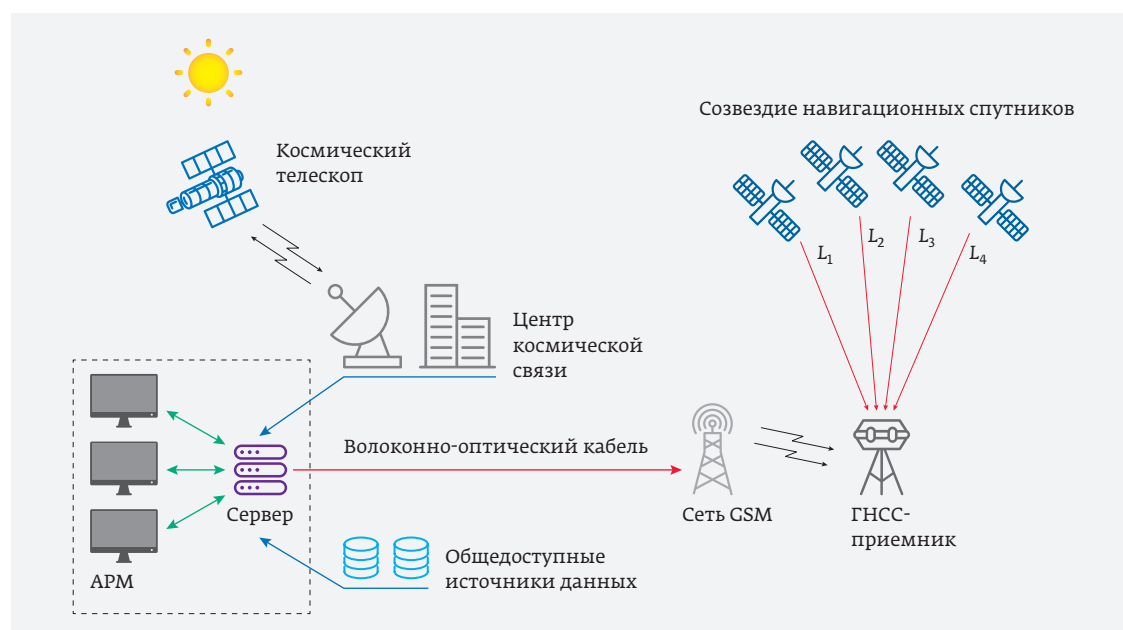 Созвездие навигационных спутников
Космический
телескоп
L1
L2
L3
L4
Центр
космической
связи
Волоконно-оптический кабель
Сервер
Сеть GSM
ГНСС-
приемник
Общедоступные
источники данных
АРМ